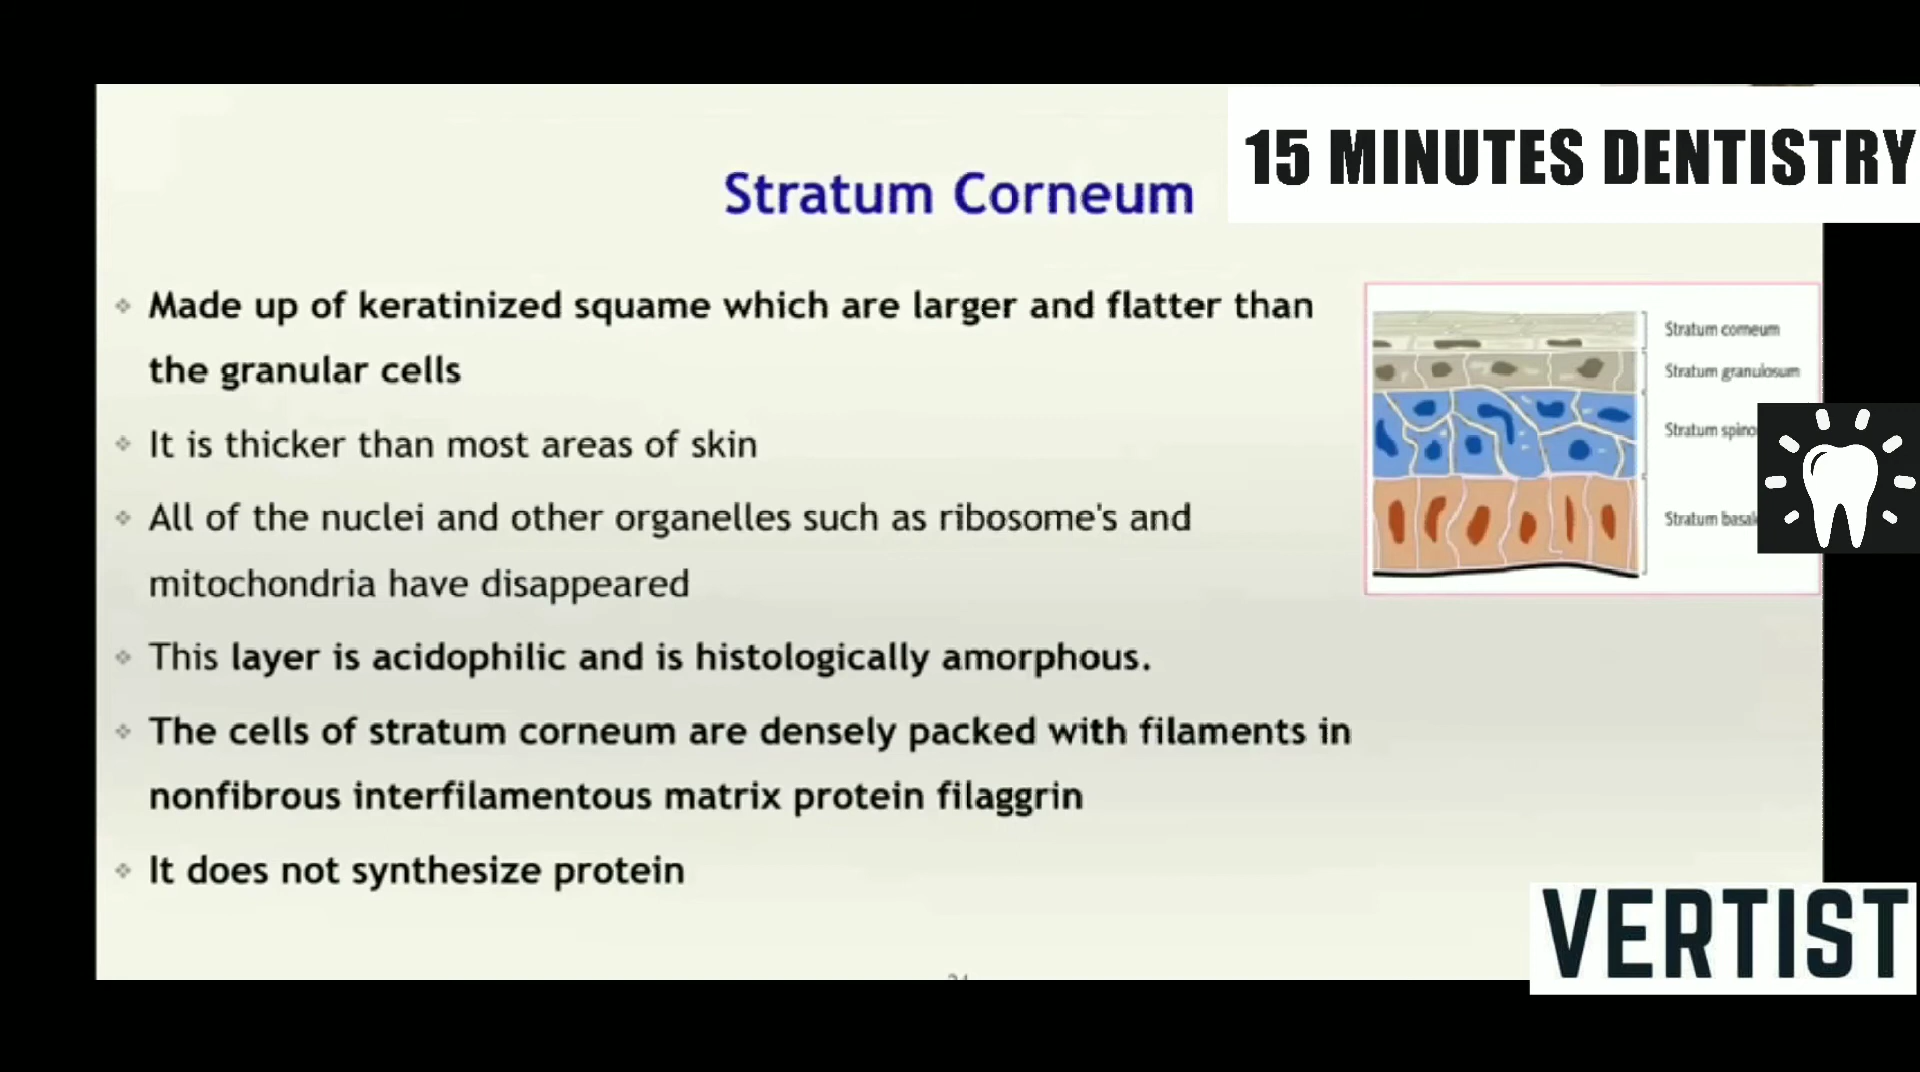 15 MINUTES DENTISTRY
Stratum Corneum
Made up of keratinized squame which are larger and flatter than
the granular cells
It is thicker than most areas of skin
All of the nuclei and other organelles such as ribosome's and
mitochondria have disappeared
This layer is acidophilic and is histologically amorphous.
The cells of stratum corneum are densely packed with filaments in
nonfibrous interfilamentous matrix protein filaggrin
It does not synthesize protein
Stratum corneum
Stratum granulosum
Stratum
Stratum
VERTIST